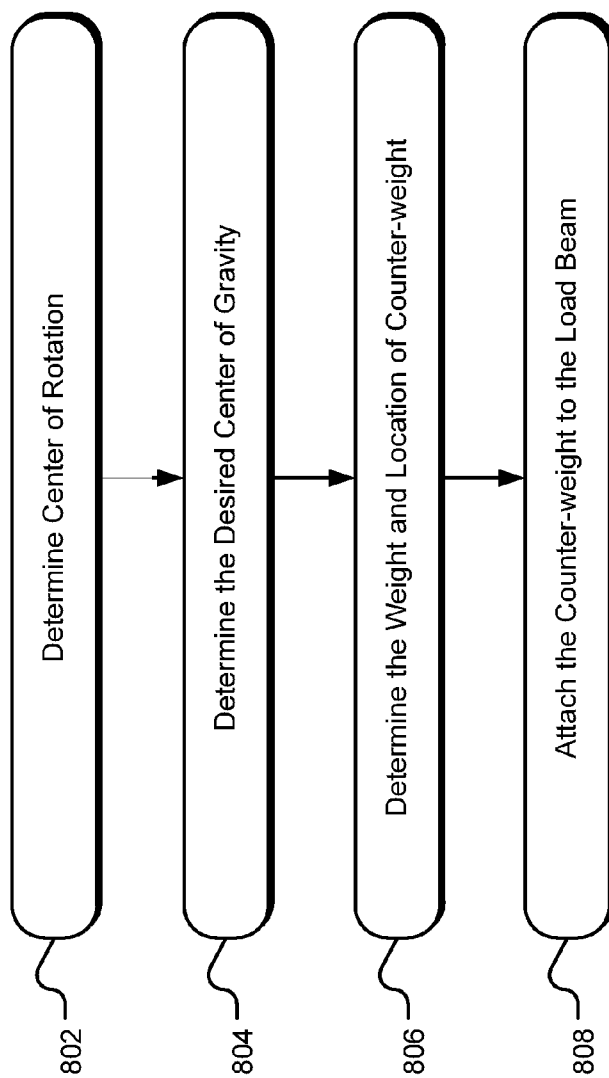 802
Determine Center of Rotation
804
Determine the Desired Center of Gravity
806
Determine the Weight and Location of Counter-weight
808
Attach the Counter-weight to the Load Beam